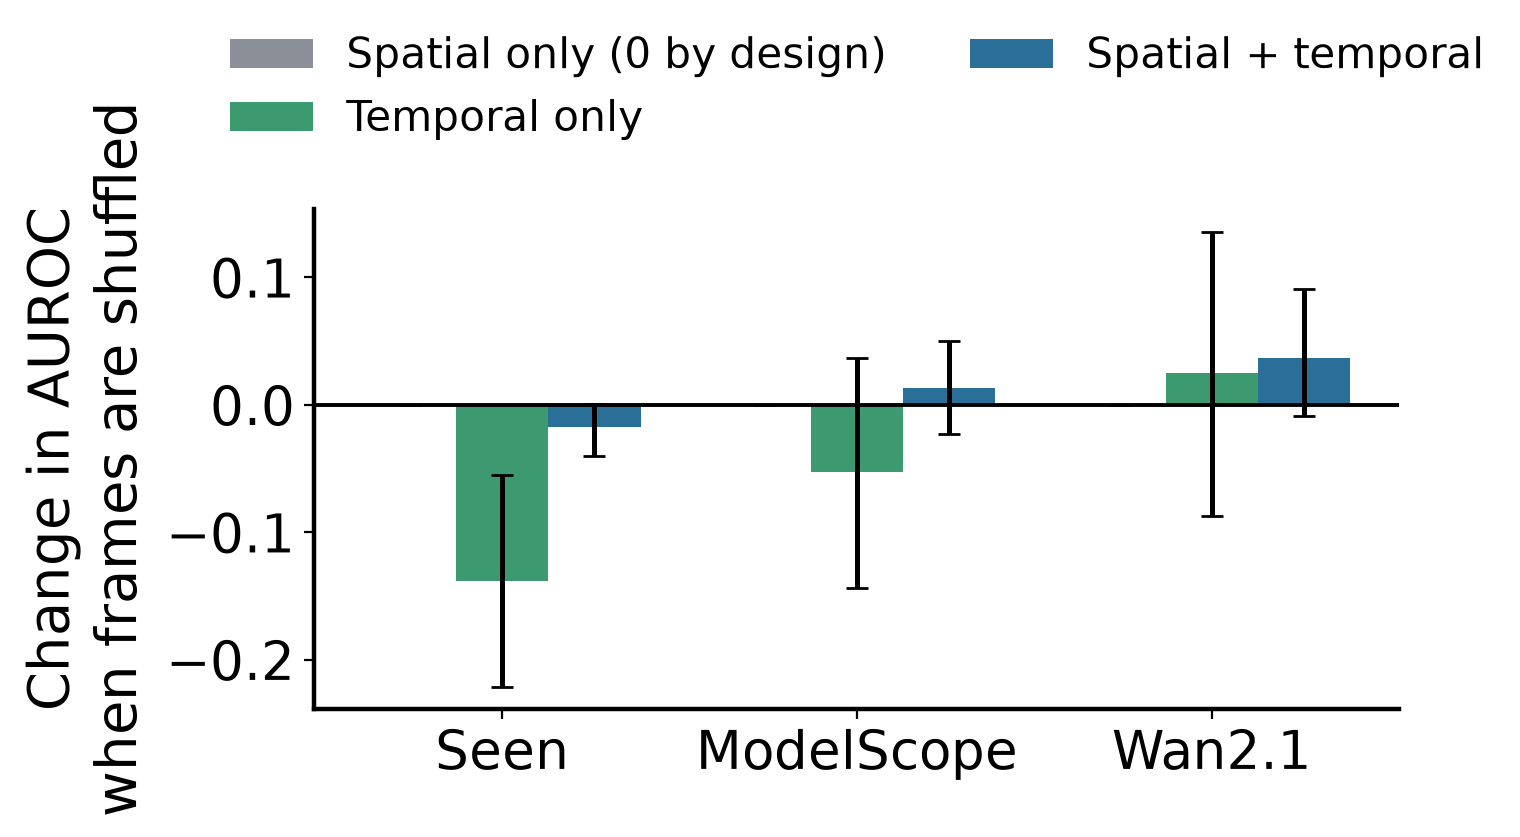 Spatial only (0 by design)
Spatial + temporal
Temporal only
Change in AUROC
when frames are shuffled
0.1
0.0
−0.1
−0.2
Seen
ModelScope
Wan2.1